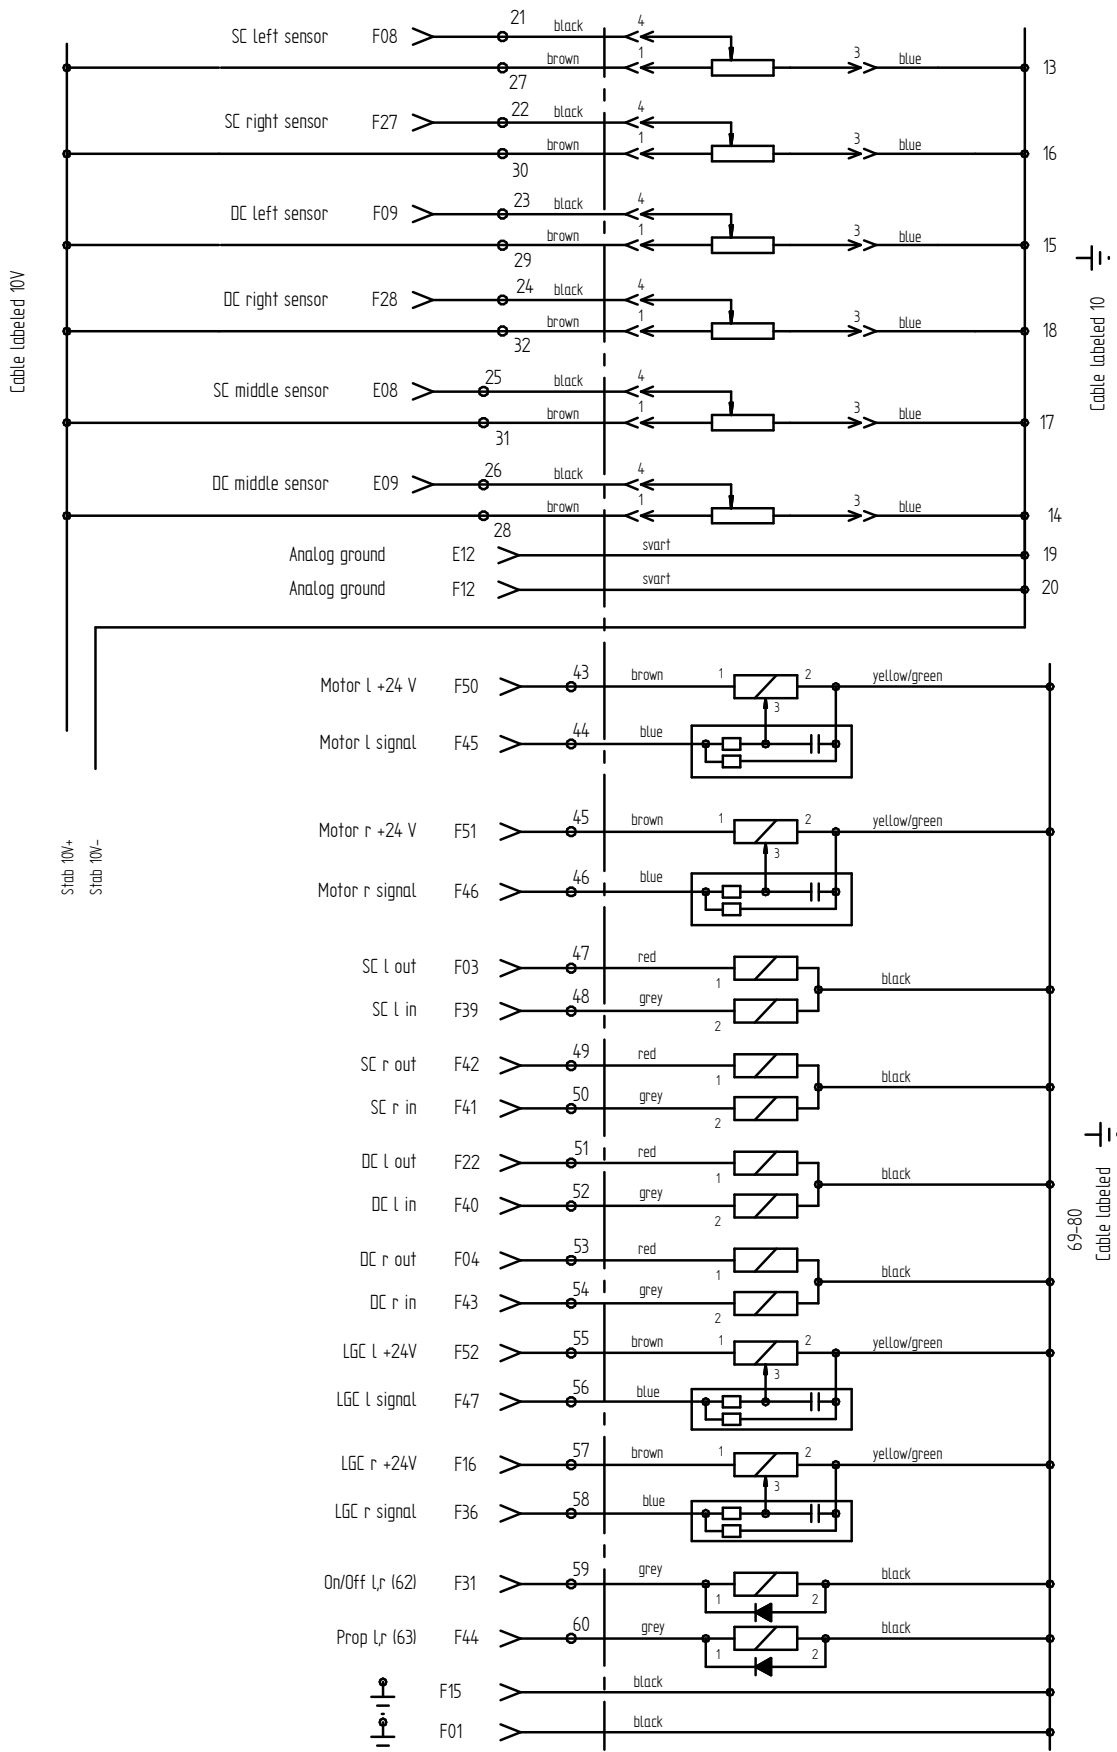 21
SC left sensor F08 black 4
brown 1 3 blue 13
27
22
SC right sensor F27 black 4
brown 1 3 blue 16
30
23
DC left sensor F09 black 4
brown 1 3 blue 15
29
24
DC right sensor F28 black 4
brown 1 3 blue 18
32
25
SC middle sensor E08 black 4
brown 1 3 blue 17
31
26
DC middle sensor E09 black 4
brown 1 3 blue 14
28
Analog ground E12 svart 19
Analog ground F12 svart 20
Cable labeled 10V
Cable labeled 10
Stab 10V+
Stab 10V-
Motor l +24 V F50 43 brown 1 2 yellow/green
3
Motor l signal F45 44 blue
Motor r +24 V F51 45 brown 1 2 yellow/green
3
Motor r signal F46 46 blue
SC l out F03 47 red 1
black
SC l in F39 48 grey 2
SC r out F42 49 red 1
black
SC r in F41 50 grey 2
DC l out F22 51 red 1
black
DC l in F40 52 grey 2
DC r out F04 53 red 1
black
DC r in F43 54 grey 2
69-80
Cable labeled
LGC l +24V F52 55 brown 1 2 yellow/green
3
LGC l signal F47 56 blue
LGC r +24V F16 57 brown 1 2 yellow/green
3
LGC r signal F36 58 blue
On/Off l,r (62) F31 59 grey 1 2 black
Prop l,r (63) F44 60 grey 1 2 black
F15 black
F01 black